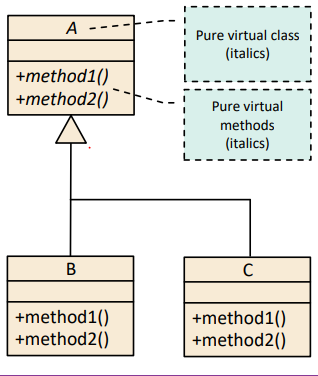 A
+method1()
+method2()
Pure virtual class
(italics)
Pure virtual
methods
(italics)
B
+method1()
+method2()
C
+method1()
+method2()